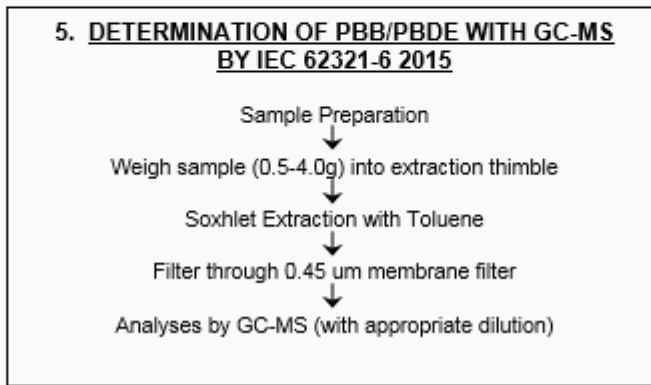 5. DETERMINATION OF PBB/PBDE WITH GC-MS
BY IEC 62321-6 2015
Sample Preparation
Weigh sample (0.5-4.0g) into extraction thimble
Soxhlet Extraction with Toluene
Filter through 0.45 um membrane filter
Analyses by GC-MS (with appropriate dilution)